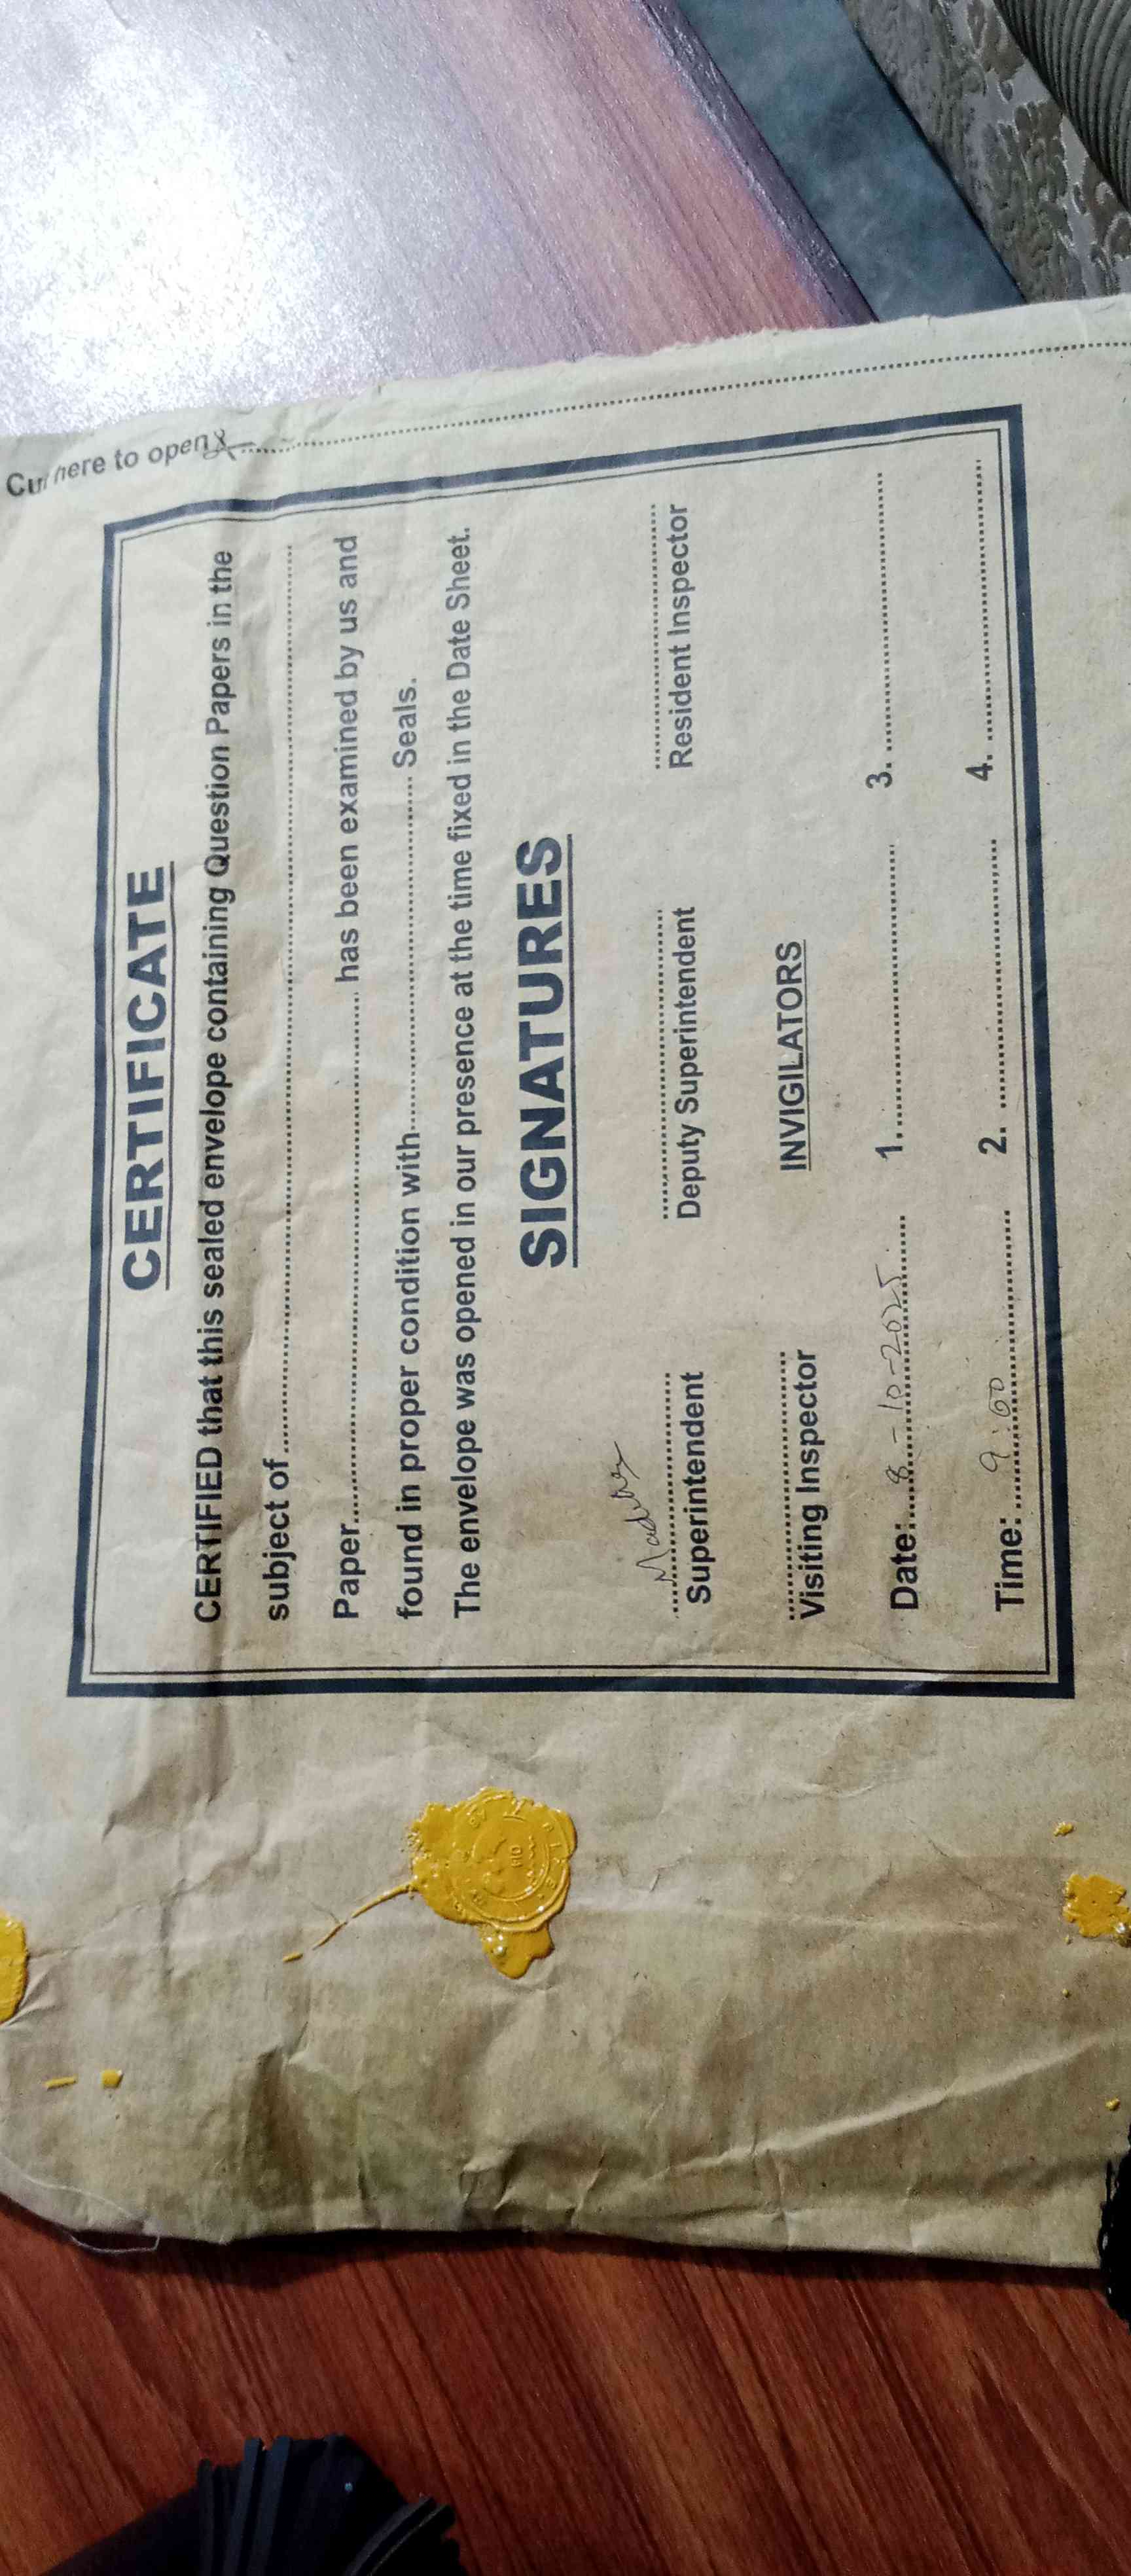 Cut here to open
CERTIFICATE
CERTIFIED that this sealed envelope containing Question Papers in the
subject of
Paper has been examined by us and
found in proper condition with Seals.
The envelope was opened in our presence at the time fixed in the Date Sheet.
SIGNATURES
Superintendent Deputy Superintendent Resident Inspector
Visiting Inspector INVIGILATORS
Date: 8-10-2025 1. 3.
Time: 9:00 2. 4.